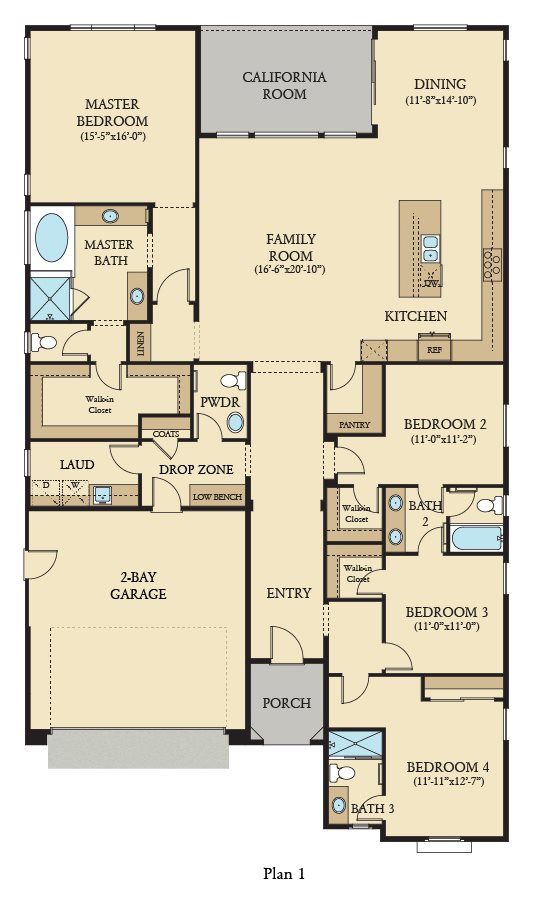 CALIFORNIA
ROOM
DINING
(11'-8"x14'-10")
MASTER
BEDROOM
(15'-5"x16'-0")
MASTER
BATH
FAMILY
ROOM
(16'-6"x20'-10")
DW
KITCHEN
LINEN
REF
Walk-in
Closet
PWDR
COATS
PANTRY
BEDROOM 2
(11'-0"x11'-2")
LAUD
DROP ZONE
D
W
LOW BENCH
Walk-in
Closet
BATH
2
2-BAY
GARAGE
Walk-in
Closet
ENTRY
BEDROOM 3
(11'-0"x11'-0")
PORCH
BEDROOM 4
(11'-11"x12'-7")
BATH 3
Plan 1